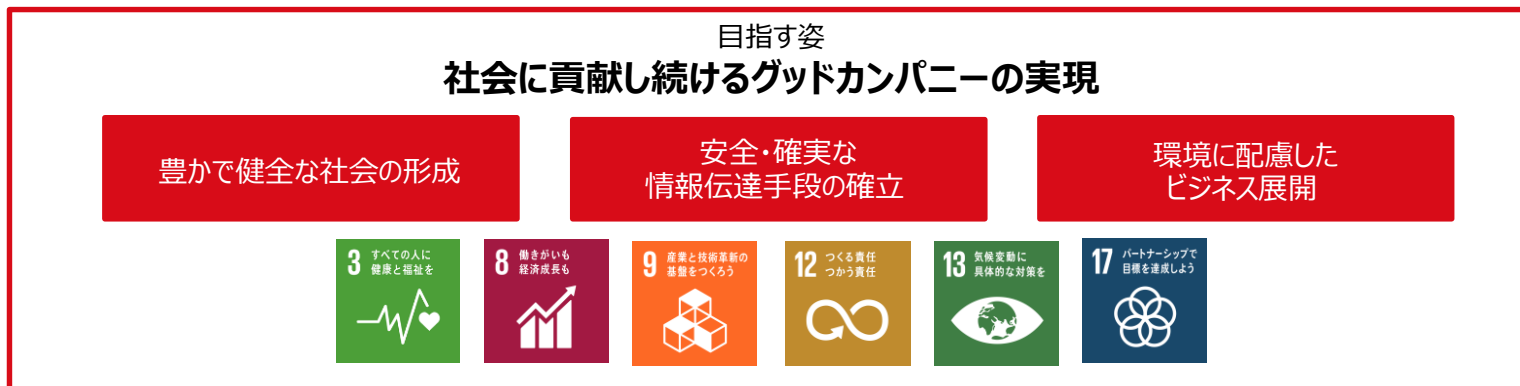 目指す姿
社会に貢献し続けるグッドカンパニーの実現
豊かで健全な社会の形成
安全・確実な
情報伝達手段の確立
環境に配慮した
ビジネス展開
3 すべての人に
健康と福祉を
8 働きがいも
経済成長も
9 産業と技術革新の
基盤をつくろう
12 つくる責任
つかう責任
13 気候変動に
具体的な対策を
17 パートナーシップで
目標を達成しよう